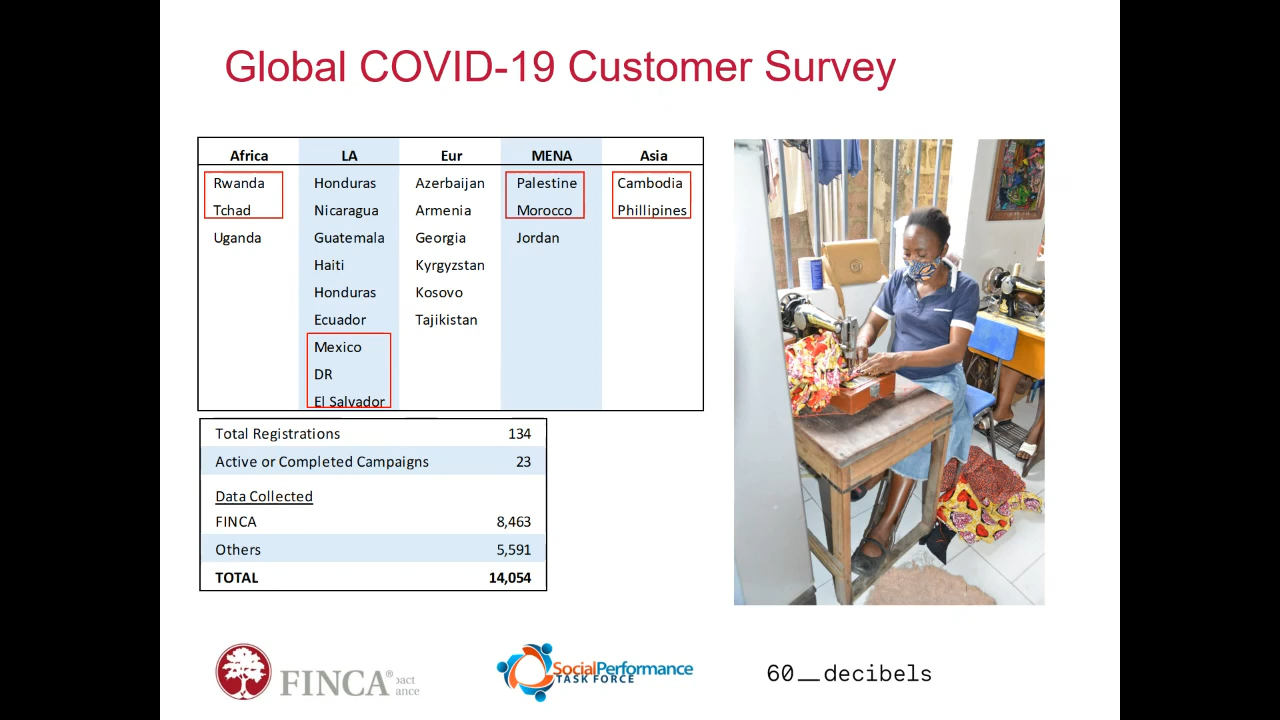 Global COVID-19 Customer Survey
Africa LA Eur MENA Asia
Rwanda Honduras Azerbaijan Palestine Cambodia
Tchad Nicaragua Armenia Morocco Phillipines
Uganda Guatemala Georgia Jordan
Haiti Kyrgyzstan
Honduras Kosovo
Ecuador Tajikistan
Mexico
DR
El Salvador
Total Registrations 134
Active or Completed Campaigns 23
Data Collected
FINCA 8,463
Others 5,591
TOTAL 14,054
FINCA®
SocialPerformance
TASK FORCE
60__decibels